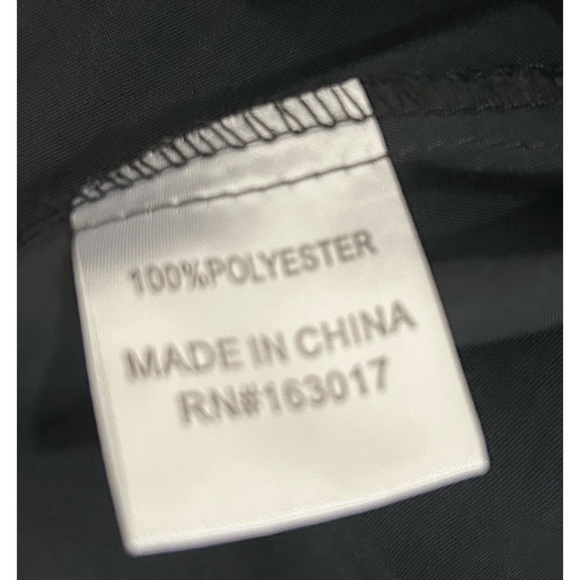 100%POLYESTER
MADE IN CHINA
RN#163017